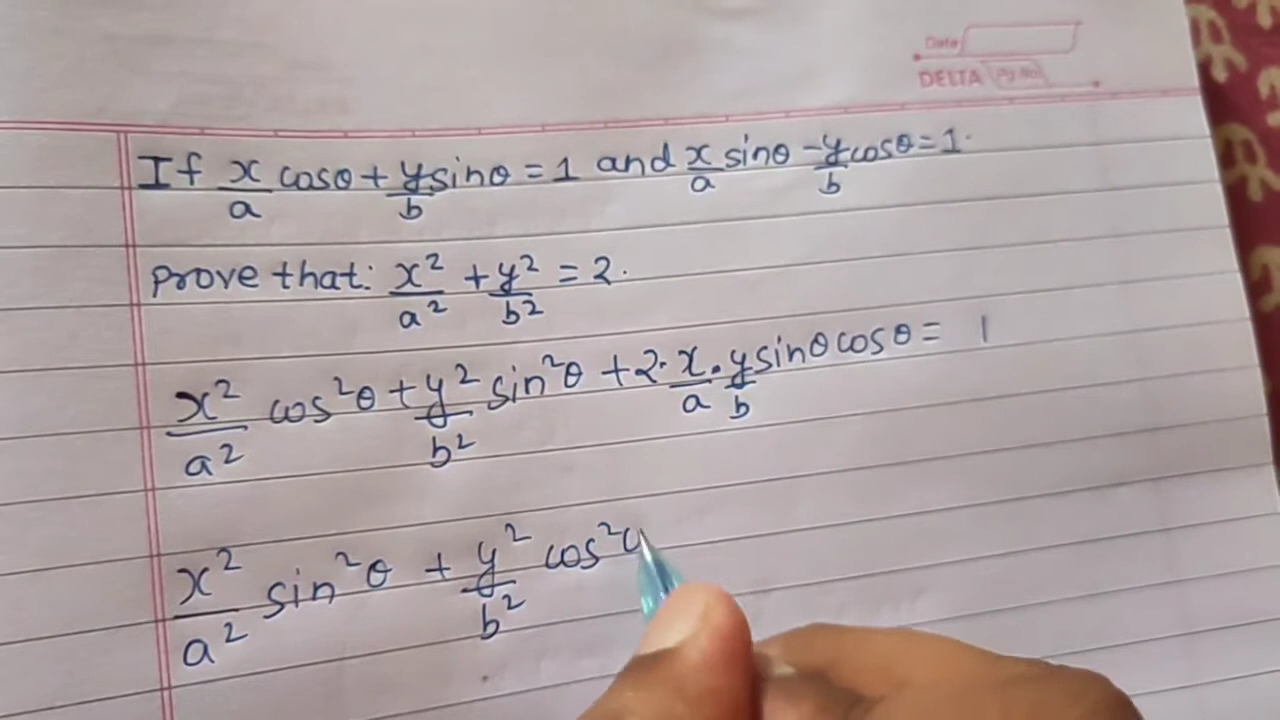 Date
DELTA Pg No.
If x/a cosθ + y/b sinθ = 1 and x/a sinθ - y/b cosθ = 1.
prove that: x²/a² + y²/b² = 2.
x²/a² cos²θ + y²/b² sin²θ + 2. x/a . y/b sinθ cosθ = 1
x²/a² sin²θ + y²/b² cos²